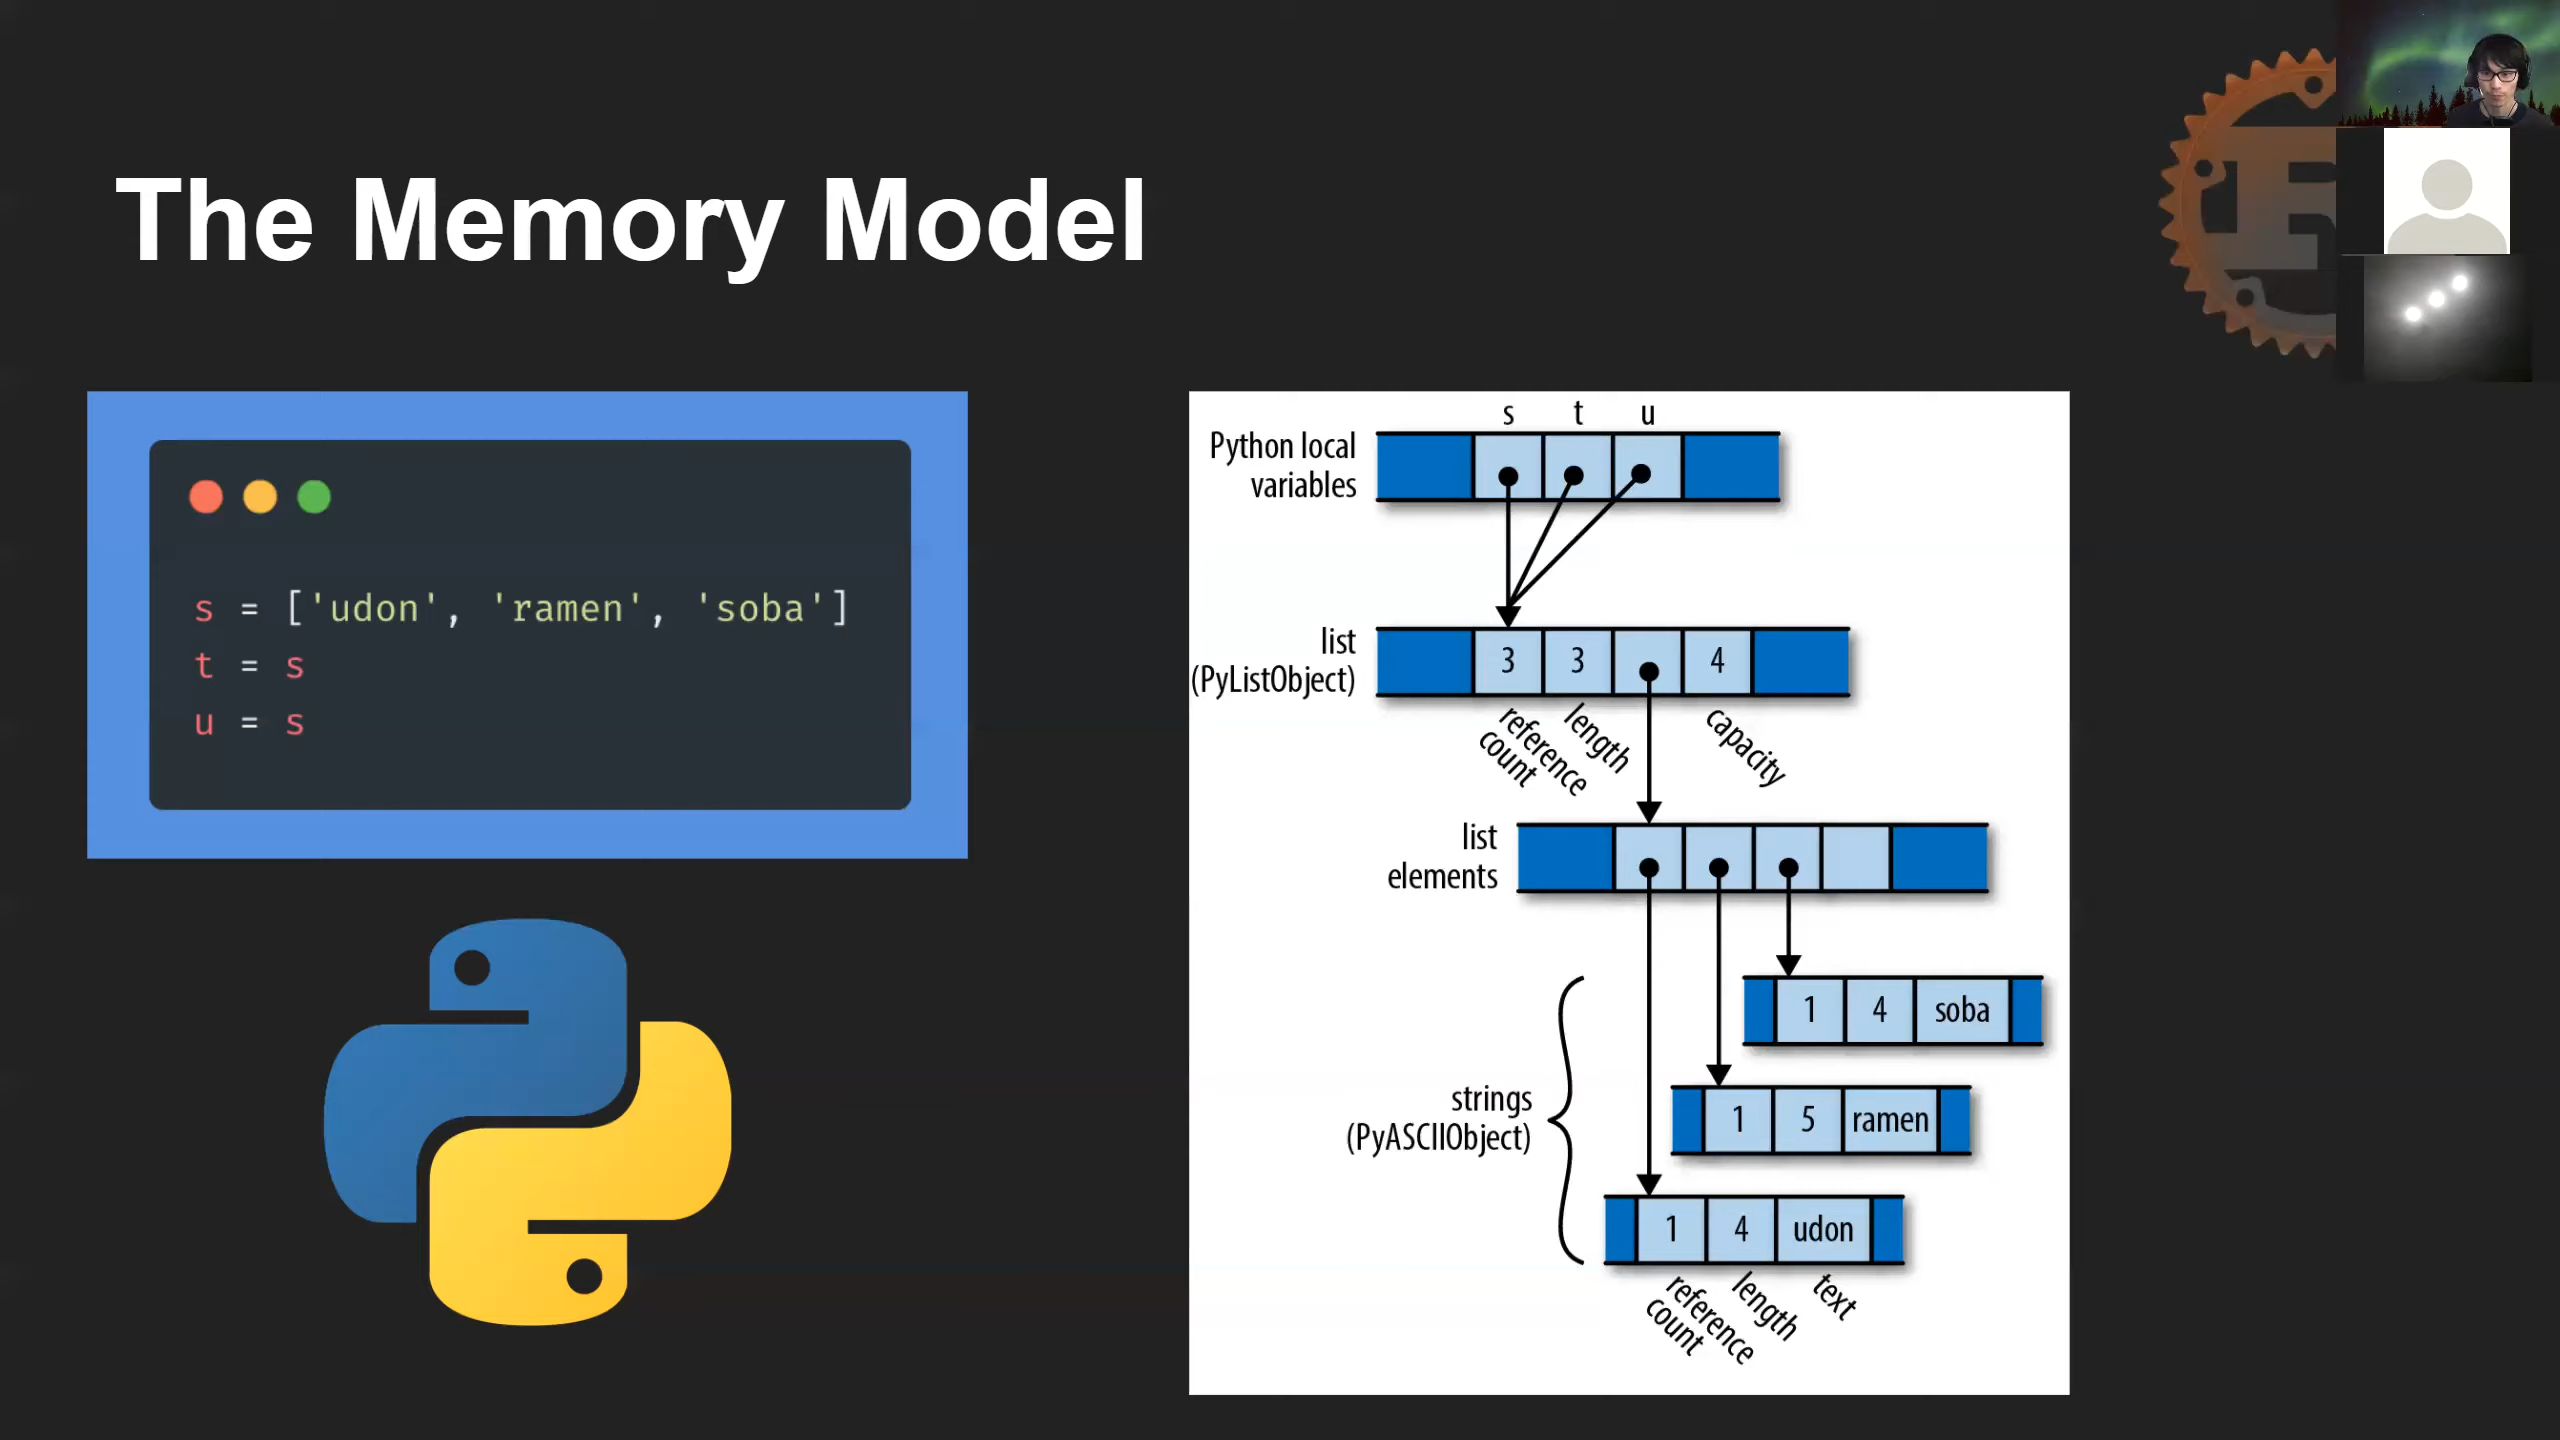 The Memory Model
s = ['udon', 'ramen', 'soba']
t = s
u = s
s t u
Python local
variables
list
(PyListObject)
3 3 4
reference
count
length
capacity
list
elements
strings
(PyASCIIObject)
1 4 soba
1 5 ramen
1 4 udon
reference
count
length
text
R